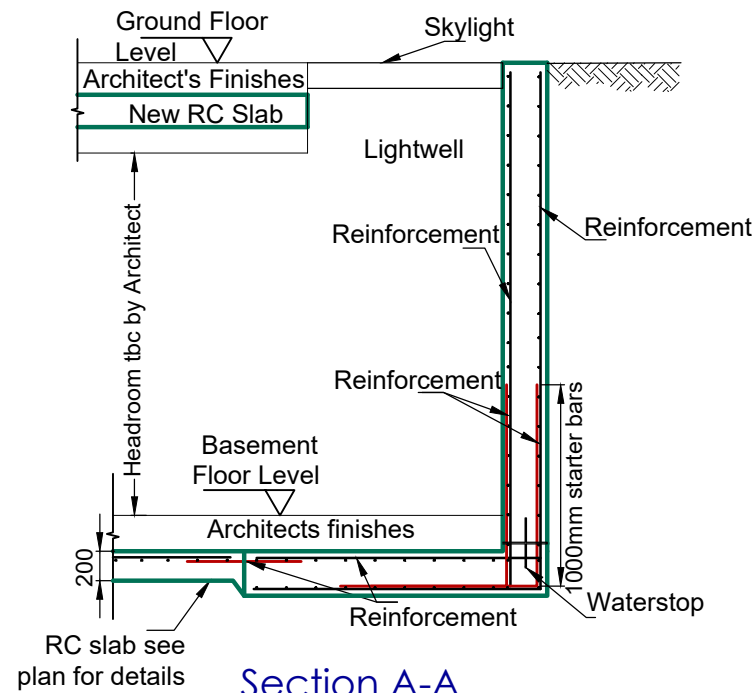 Ground Floor
Level
Skylight
Architect's Finishes
New RC Slab
Lightwell
Reinforcement
Reinforcement
Headroom tbc by Architect
Reinforcement
1000mm starter bars
Basement
Floor Level
Architects finishes
200
Reinforcement
Waterstop
RC slab see
plan for details
Section A-A